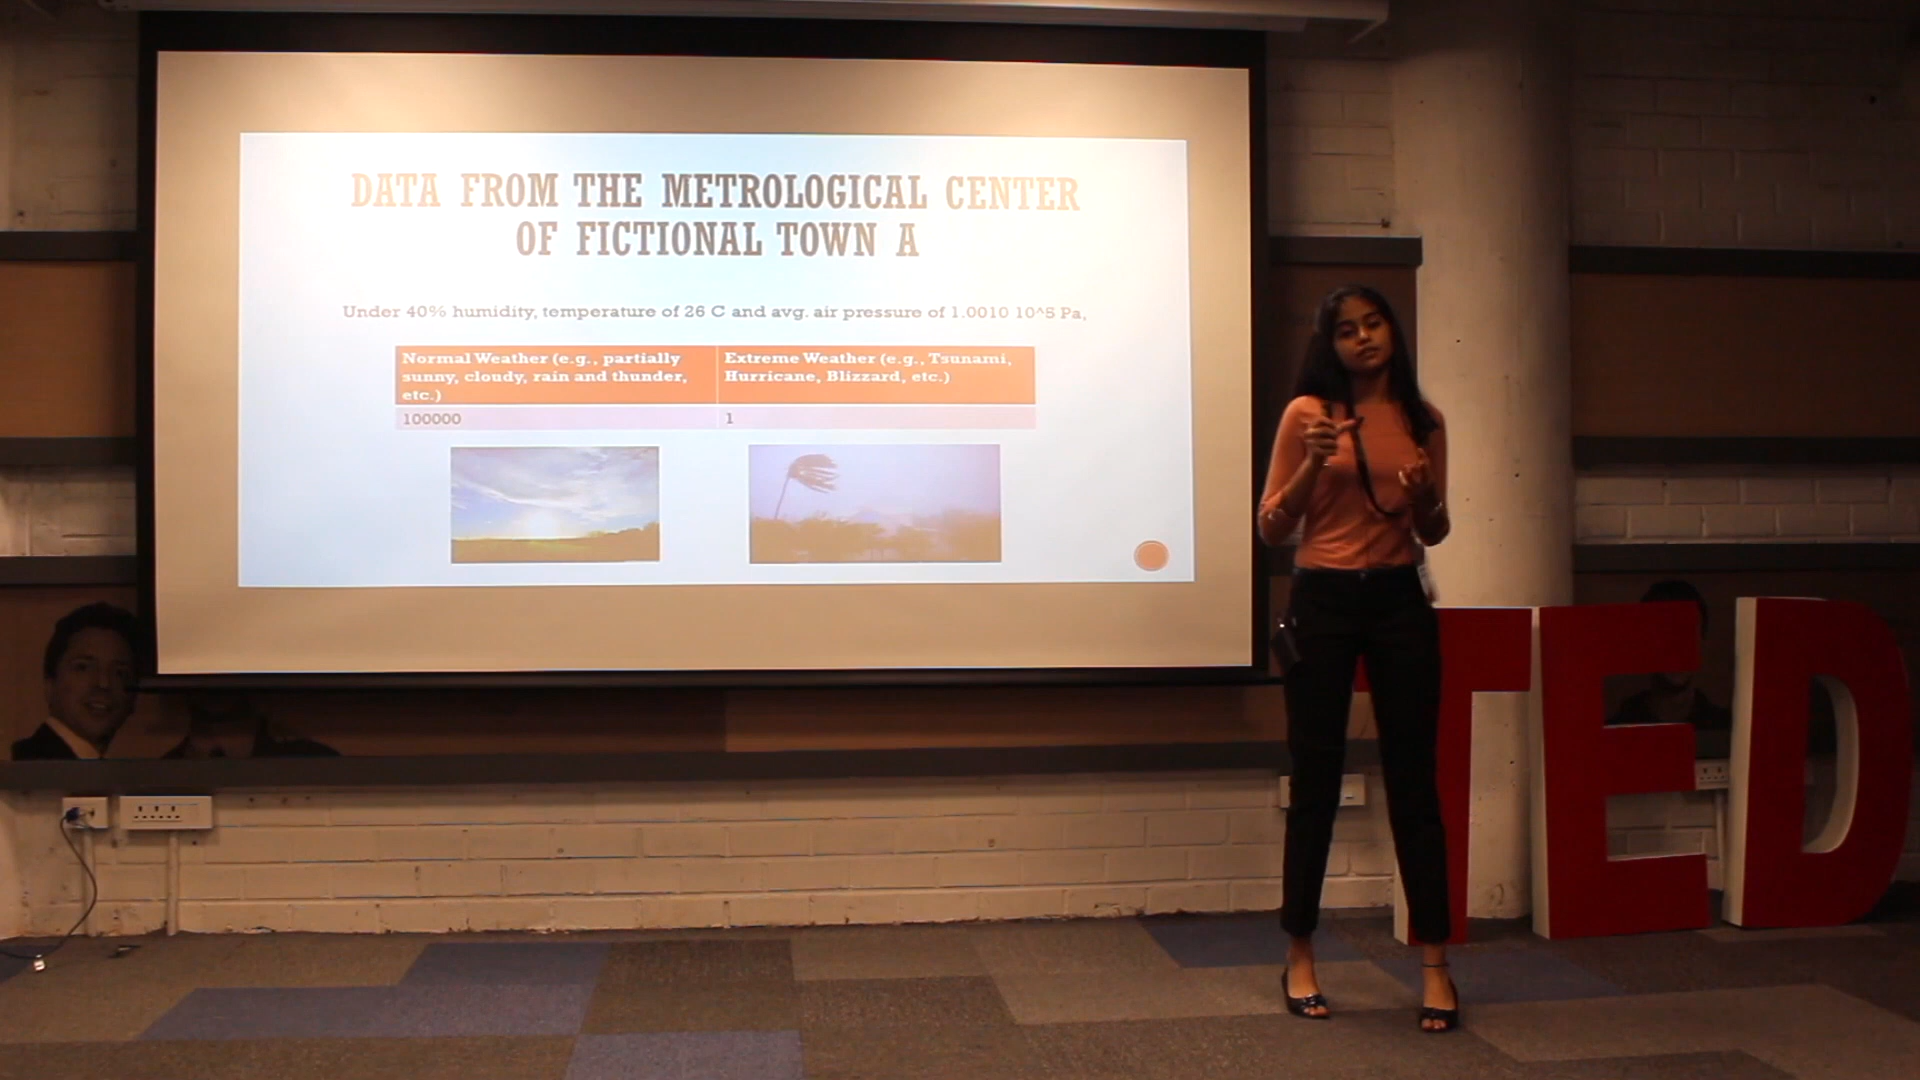 DATA FROM THE METROLOGICAL CENTER
OF FICTIONAL TOWN A
Under 40% humidity, temperature of 26 C and avg. air pressure of 1.0010 10^5 Pa,
Normal Weather (e.g., partially
sunny, cloudy, rain and thunder,
etc.)
Extreme Weather (e.g., Tsunami,
Hurricane, Blizzard, etc.)
100000
1
TED